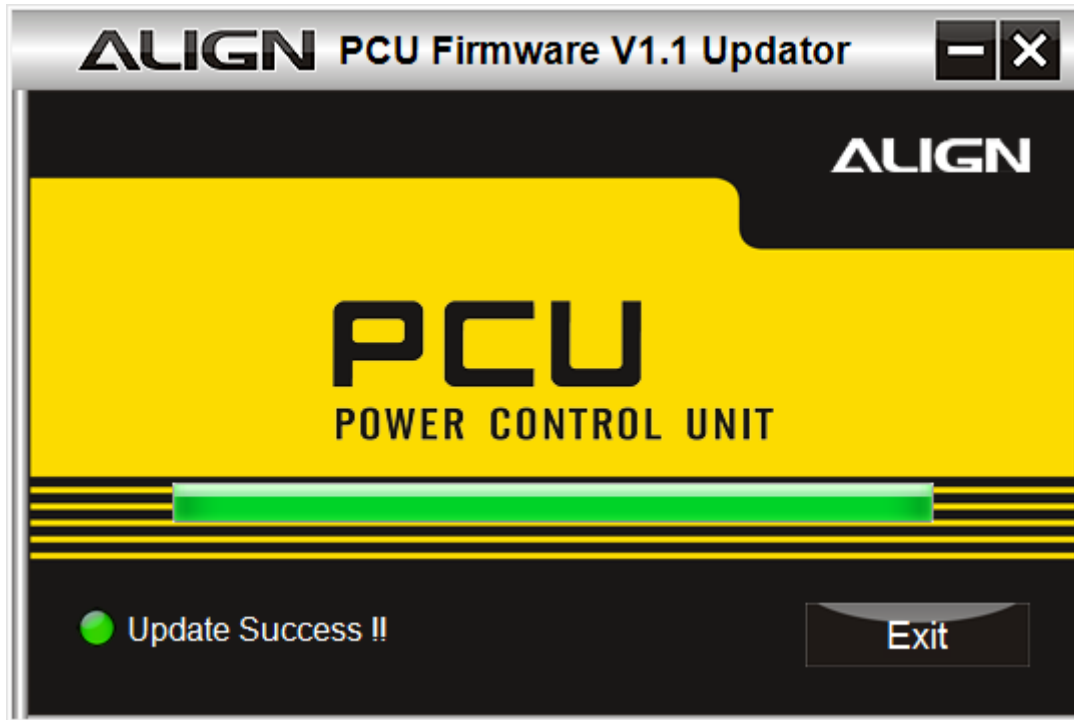 ALIGN PCU Firmware V1.1 Updator
ALIGN
PCU
POWER CONTROL UNIT
Update Success !!
Exit